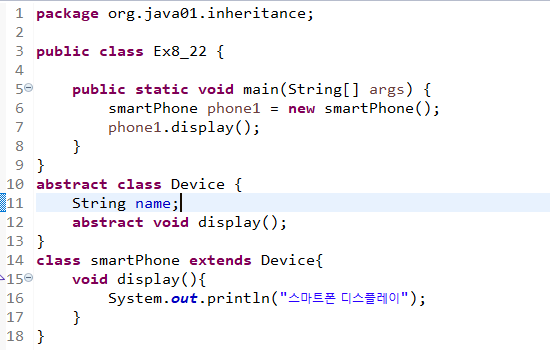 1 package org.java01.inheritance;
2
3 public class Ex8_22 {
4
5 public static void main(String[] args) {
6 smartPhone phone1 = new smartPhone();
7 phone1.display();
8 }
9 }
10 abstract class Device {
11 String name;
12 abstract void display();
13 }
14 class smartPhone extends Device{
15 void display(){
16 System.out.println("스마트폰 디스플레이");
17 }
18 }